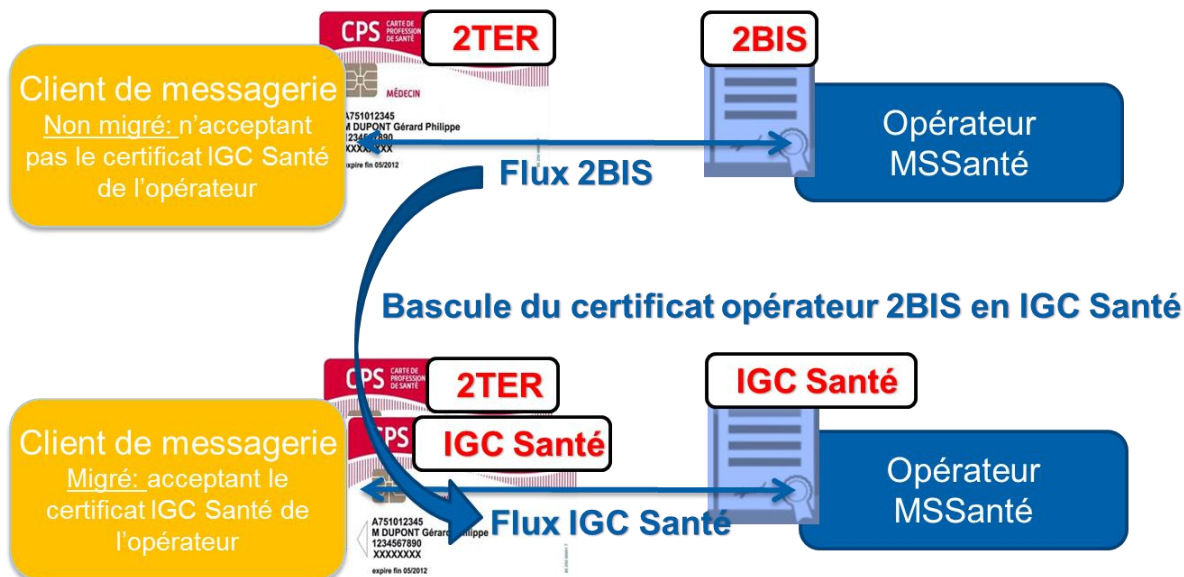 CPS CARTE DE PROFESSIONNEL DE SANTÉ
2TER
2BIS
Client de messagerie
Non migré: n'acceptant
pas le certificat IGC Santé
de l'opérateur
MÉDECIN
A751012345
M DUPONT Gérard Philippe
1234567890
XXXXXXXX
expire fin 05/2012
Flux 2BIS
Opérateur
MSSanté
Bascule du certificat opérateur 2BIS en IGC Santé
CPS CARTE DE PROFESSIONNEL DE SANTÉ
2TER
IGC Santé
CPS
IGC Santé
Client de messagerie
Migré: acceptant le
certificat IGC Santé de
l'opérateur
A751012345
M DUPONT Gérard Philippe
1234567890
XXXXXXXX
expire fin 05/2012
Flux IGC Santé
Opérateur
MSSanté